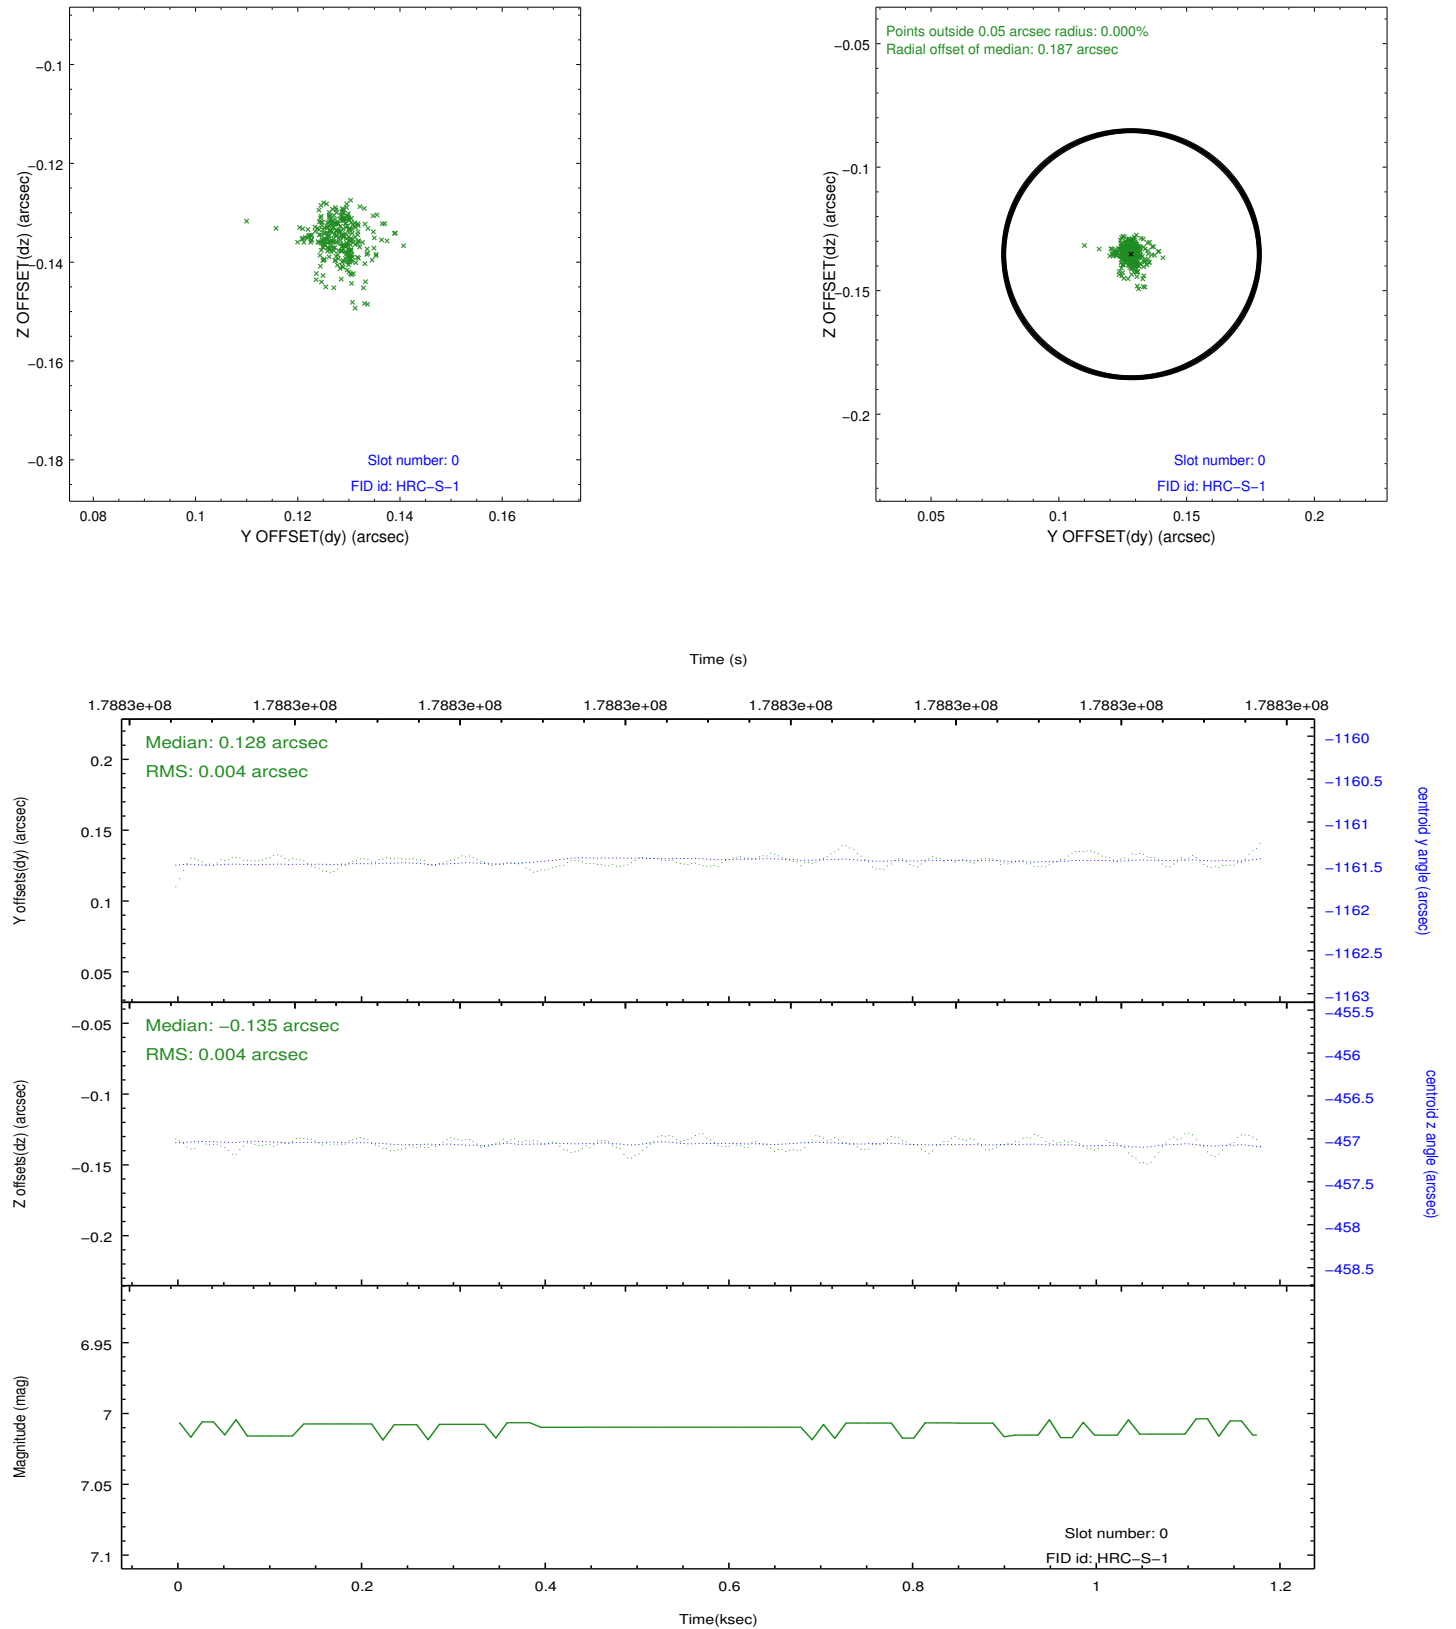 −0.1
−0.12
−0.14
−0.16
−0.18
Z OFFSET(dz) (arcsec)
Slot number: 0
FID id: HRC−S−1
0.08 0.1 0.12 0.14 0.16
Y OFFSET(dy) (arcsec)
Points outside 0.05 arcsec radius: 0.000%
Radial offset of median: 0.187 arcsec
−0.05
−0.1
−0.15
−0.2
Z OFFSET(dz) (arcsec)
Slot number: 0
FID id: HRC−S−1
0.05 0.1 0.15 0.2
Y OFFSET(dy) (arcsec)
Time (s)
1.7883e+08 1.7883e+08 1.7883e+08 1.7883e+08 1.7883e+08 1.7883e+08 1.7883e+08 1.7883e+08
Median: 0.128 arcsec
RMS: 0.004 arcsec
0.2
0.15
0.1
0.05
Y offsets(dy) (arcsec)
−1160
−1160.5
−1161
−1161.5
−1162
−1162.5
−1163
centroid y angle (arcsec)
Median: −0.135 arcsec
RMS: 0.004 arcsec
−0.05
−0.1
−0.15
−0.2
Z offsets(dz) (arcsec)
−455.5
−456
−456.5
−457
−457.5
−458
−458.5
centroid z angle (arcsec)
6.95
7
7.05
7.1
Magnitude (mag)
Slot number: 0
FID id: HRC−S−1
0 0.2 0.4 0.6 0.8 1 1.2
Time(ksec)